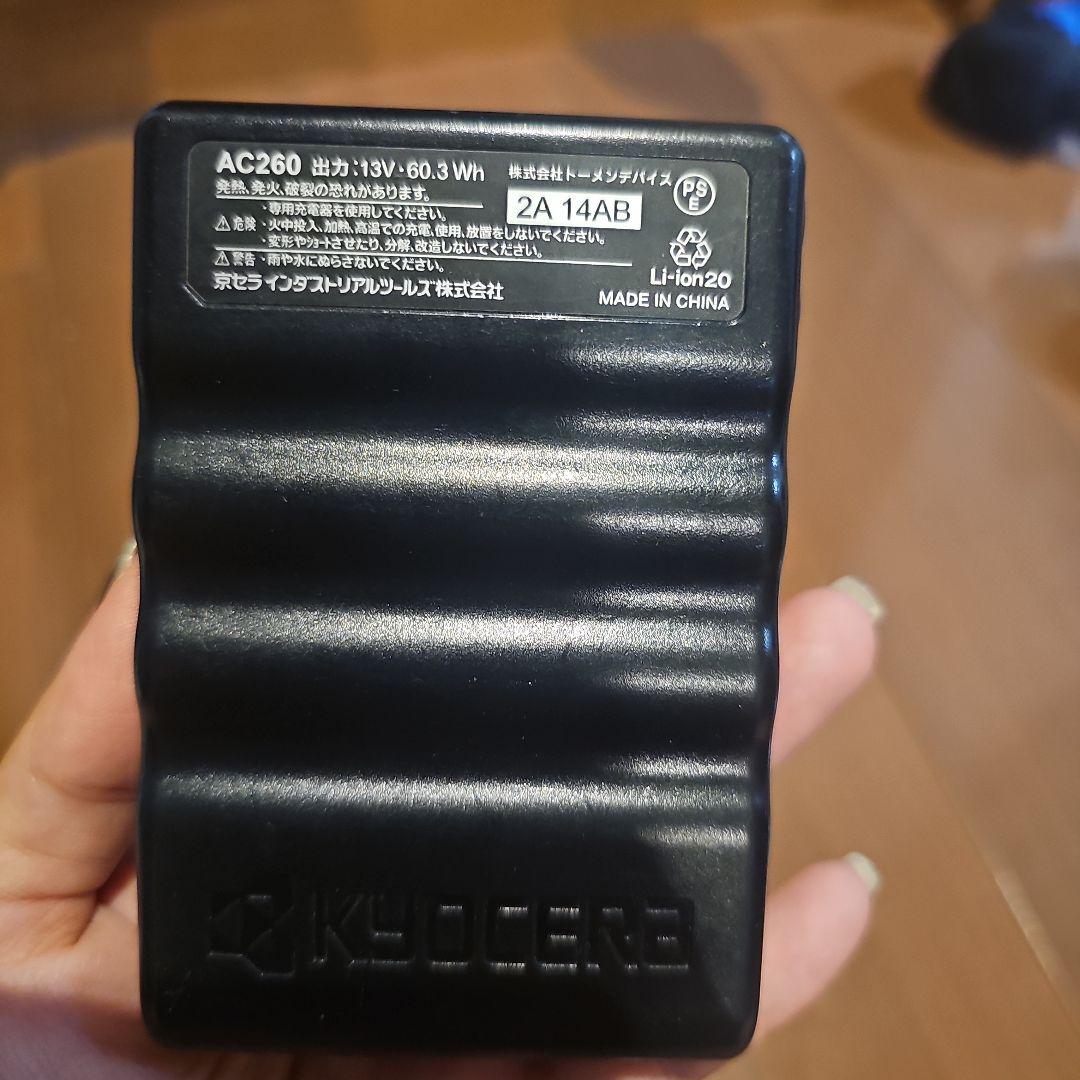 AC260 出力:13V・60.3 Wh
株式会社トーメンデバイス
PS
E
発熱、発火、破裂の恐れがあります。
2A 14AB
・専用充電器を使用してください。
⚠危険・火中投入、加熱、高温での充電、使用、放置をしないでください。
・変形やショートさせたり、分解、改造しないでください。
⚠警告・雨や水にぬらさないでください。
Li-ion20
京セラ インダストリアルツールズ株式会社
MADE IN CHINA
KYOCERA